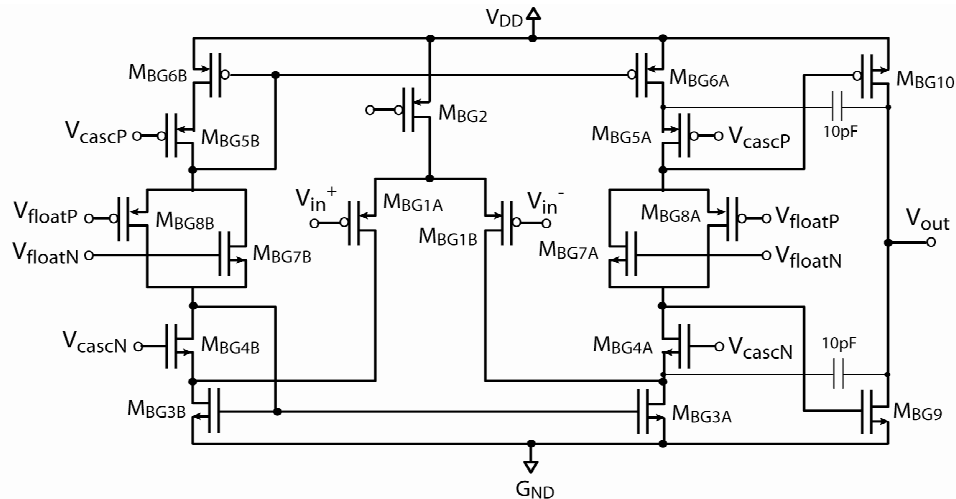 VDD
MBG6B
MBG6A
MBG10
10pF
MBG2
VcascP
MBG5B
MBG5A
VcascP
Vin+
MBG1A
Vin-
VfloatP
MBG8B
MBG8A
VfloatP
Vout
MBG1B
VfloatN
MBG7B
MBG7A
VfloatN
VcascN
MBG4B
MBG4A
VcascN
10pF
MBG3B
MBG3A
MBG9
GND